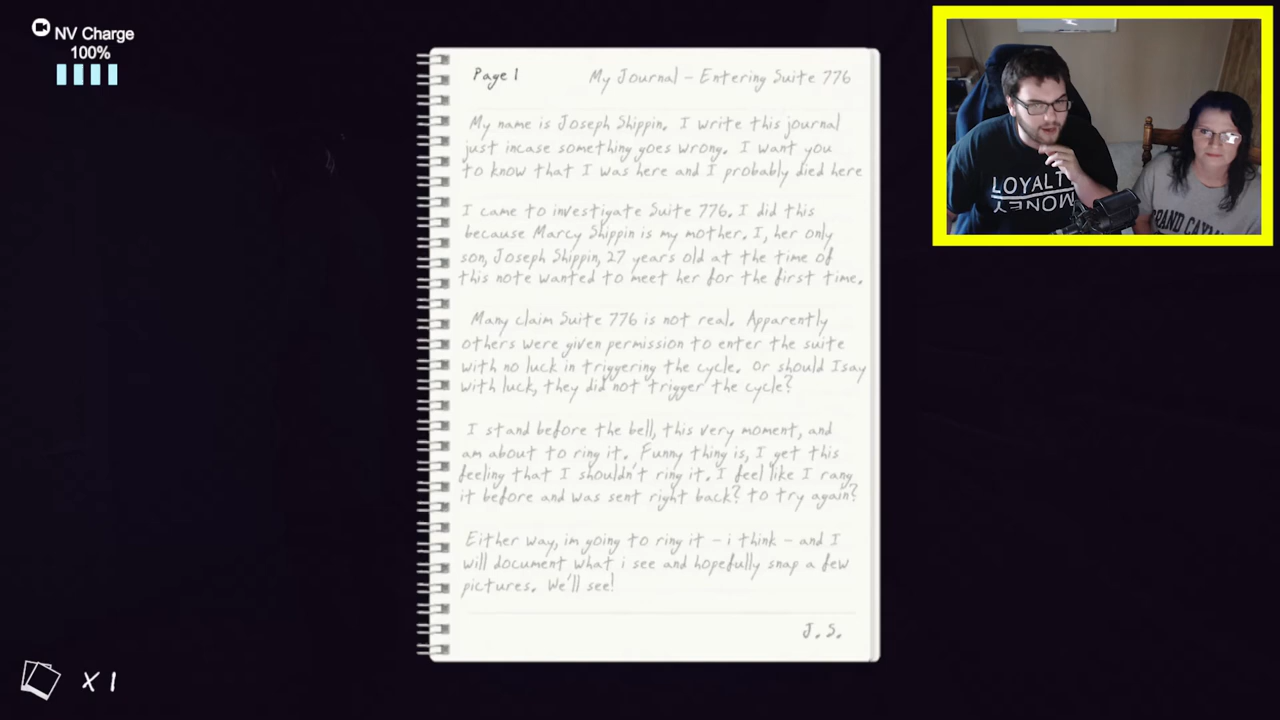 NV Charge
100%
Page 1
My Journal - Entering Suite 776
My name is Joseph Shippin. I write this journal
just incase something goes wrong. I want you
to know that I was here and I probably died here
I came to investigate Suite 776. I did this
because Marcy Shippin is my mother. I, her only
son, Joseph Shippin, 27 years old at the time of
this note wanted to meet her for the first time.
Many claim Suite 776 is not real. Apparently
others were given permission to enter the suite
with no luck in triggering the cycle. Or should Isay
with luck, they did not trigger the cycle?
I stand before the bell, this very moment, and
am about to ring it. Funny thing is, I get this
feeling that I shouldn't ring it. I feel like I rang
it before and was sent right back? to try again?
Either way, im going to ring it - i think - and I
will document what i see and hopefully snap a few
pictures. We'll see!
J. S.
X 1
LOYALTY
MONEY
GRAND CAYMAN